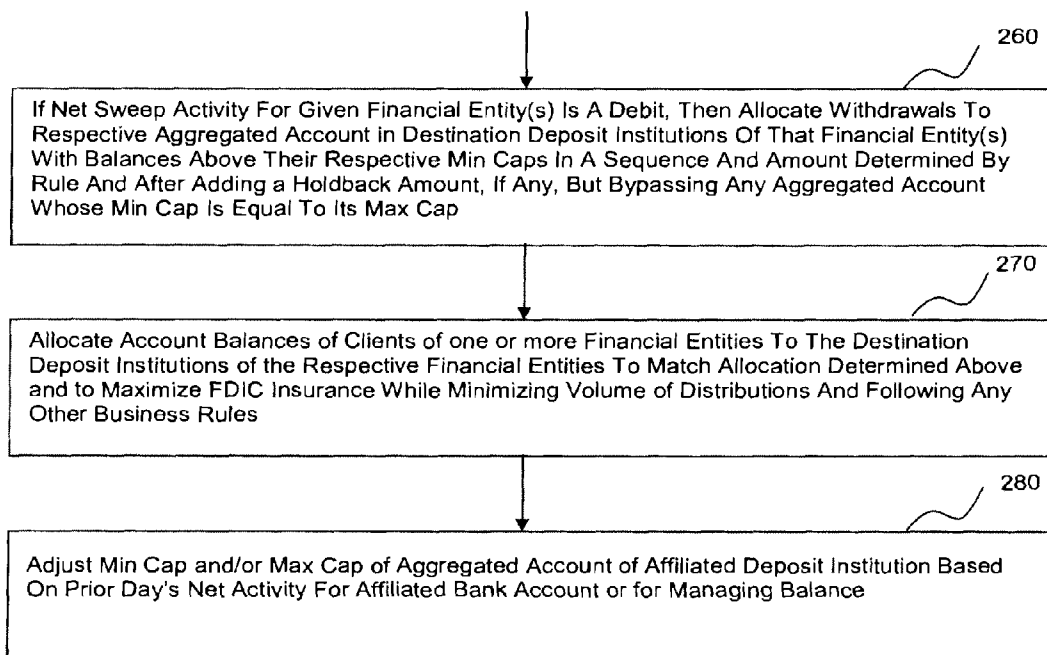 260
If Net Sweep Activity For Given Financial Entity(s) Is A Debit, Then Allocate Withdrawals To
Respective Aggregated Account in Destination Deposit Institutions Of That Financial Entity(s)
With Balances Above Their Respective Min Caps In A Sequence And Amount Determined By
Rule And After Adding a Holdback Amount, If Any, But Bypassing Any Aggregated Account
Whose Min Cap Is Equal To Its Max Cap
270
Allocate Account Balances of Clients of one or more Financial Entities To The Destination
Deposit Institutions of the Respective Financial Entities To Match Allocation Determined Above
and to Maximize FDIC Insurance While Minimizing Volume of Distributions And Following Any
Other Business Rules
280
Adjust Min Cap and/or Max Cap of Aggregated Account of Affiliated Deposit Institution Based
On Prior Day's Net Activity For Affiliated Bank Account or for Managing Balance